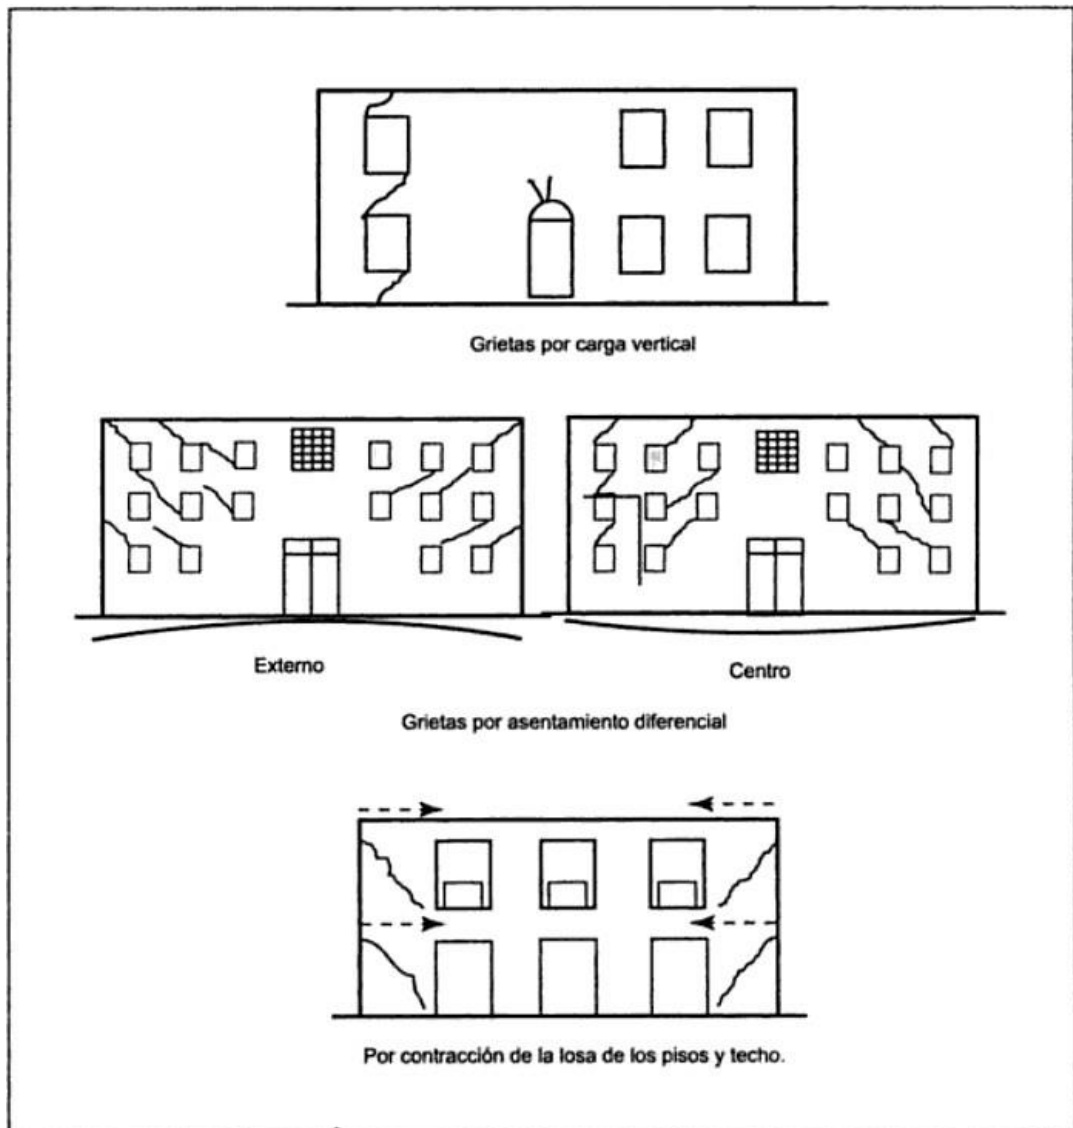 Grietas por carga vertical
Externo
Centro
Grietas por asentamiento diferencial
Por contracción de la losa de los pisos y techo.